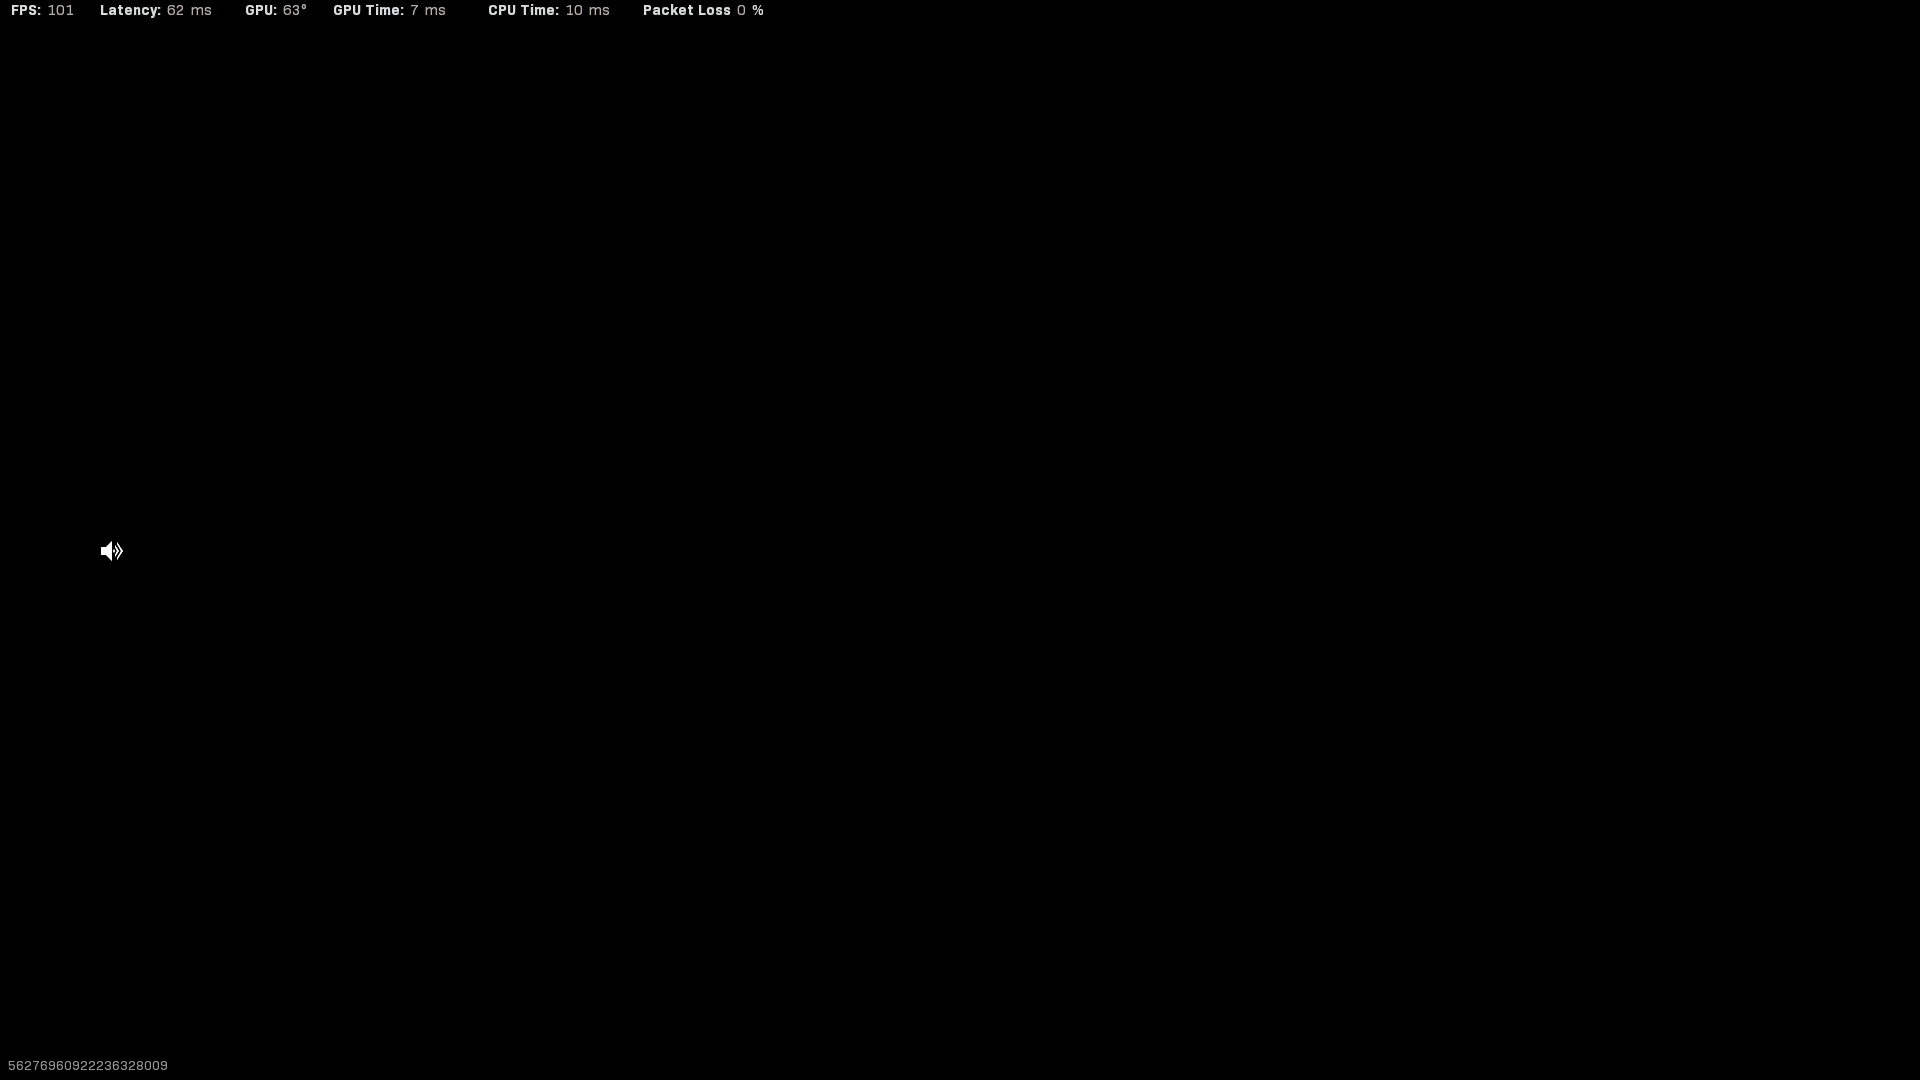 FPS: 101 Latency: 62 ms GPU: 63° GPU Time: 7 ms CPU Time: 10 ms Packet Loss 0 %
56276960922236328009